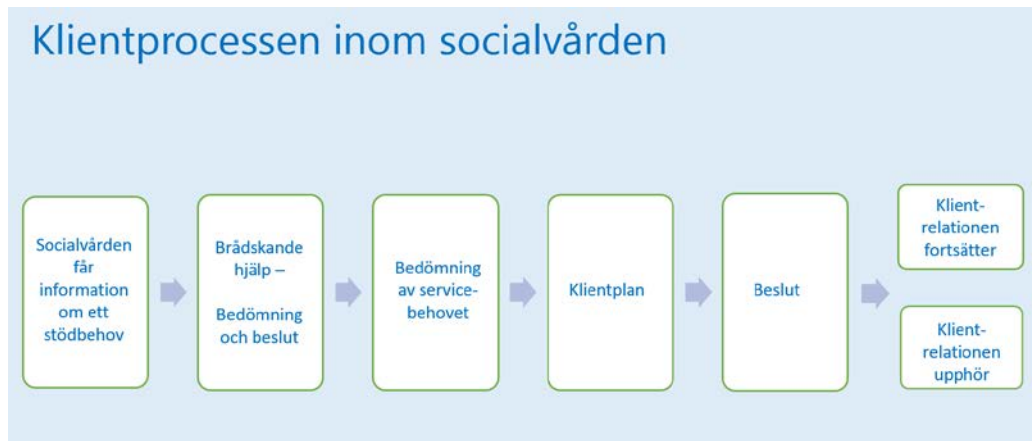 Klientprocessen inom socialvården
Socialvården
får
information
om ett
stödbehov
Brådskande
hjälp –
Bedömning
och beslut
Bedömning
av service-
behovet
Klientplan
Beslut
Klient-
relationen
fortsätter
Klient-
relationen
upphör